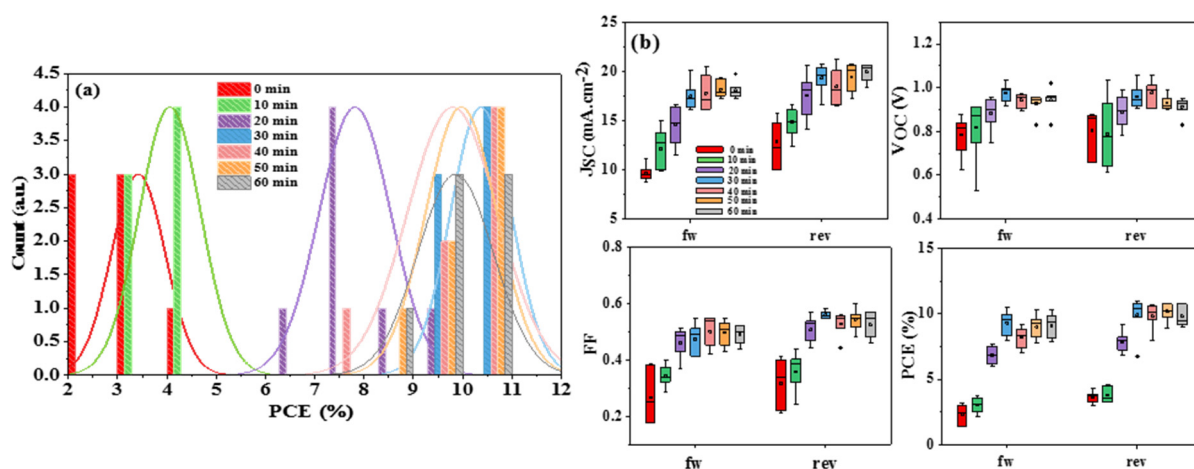 (a)
4.5
4.0
3.5
3.0
2.5
2.0
1.5
1.0
0.5
0.0
Count (a.u.)
0 min
10 min
20 min
30 min
40 min
50 min
60 min
2 3 4 5 6 7 8 9 10 11 12
PCE (%)
(b)
25
20
15
10
5
JSC (mA.cm-2)
0 min
10 min
20 min
30 min
40 min
50 min
60 min
fw rev
1.2
1.0
0.8
0.6
0.4
VOC (V)
fw rev
0.8
0.6
0.4
0.2
FF
fw rev
15
10
5
0
PCE (%)
fw rev